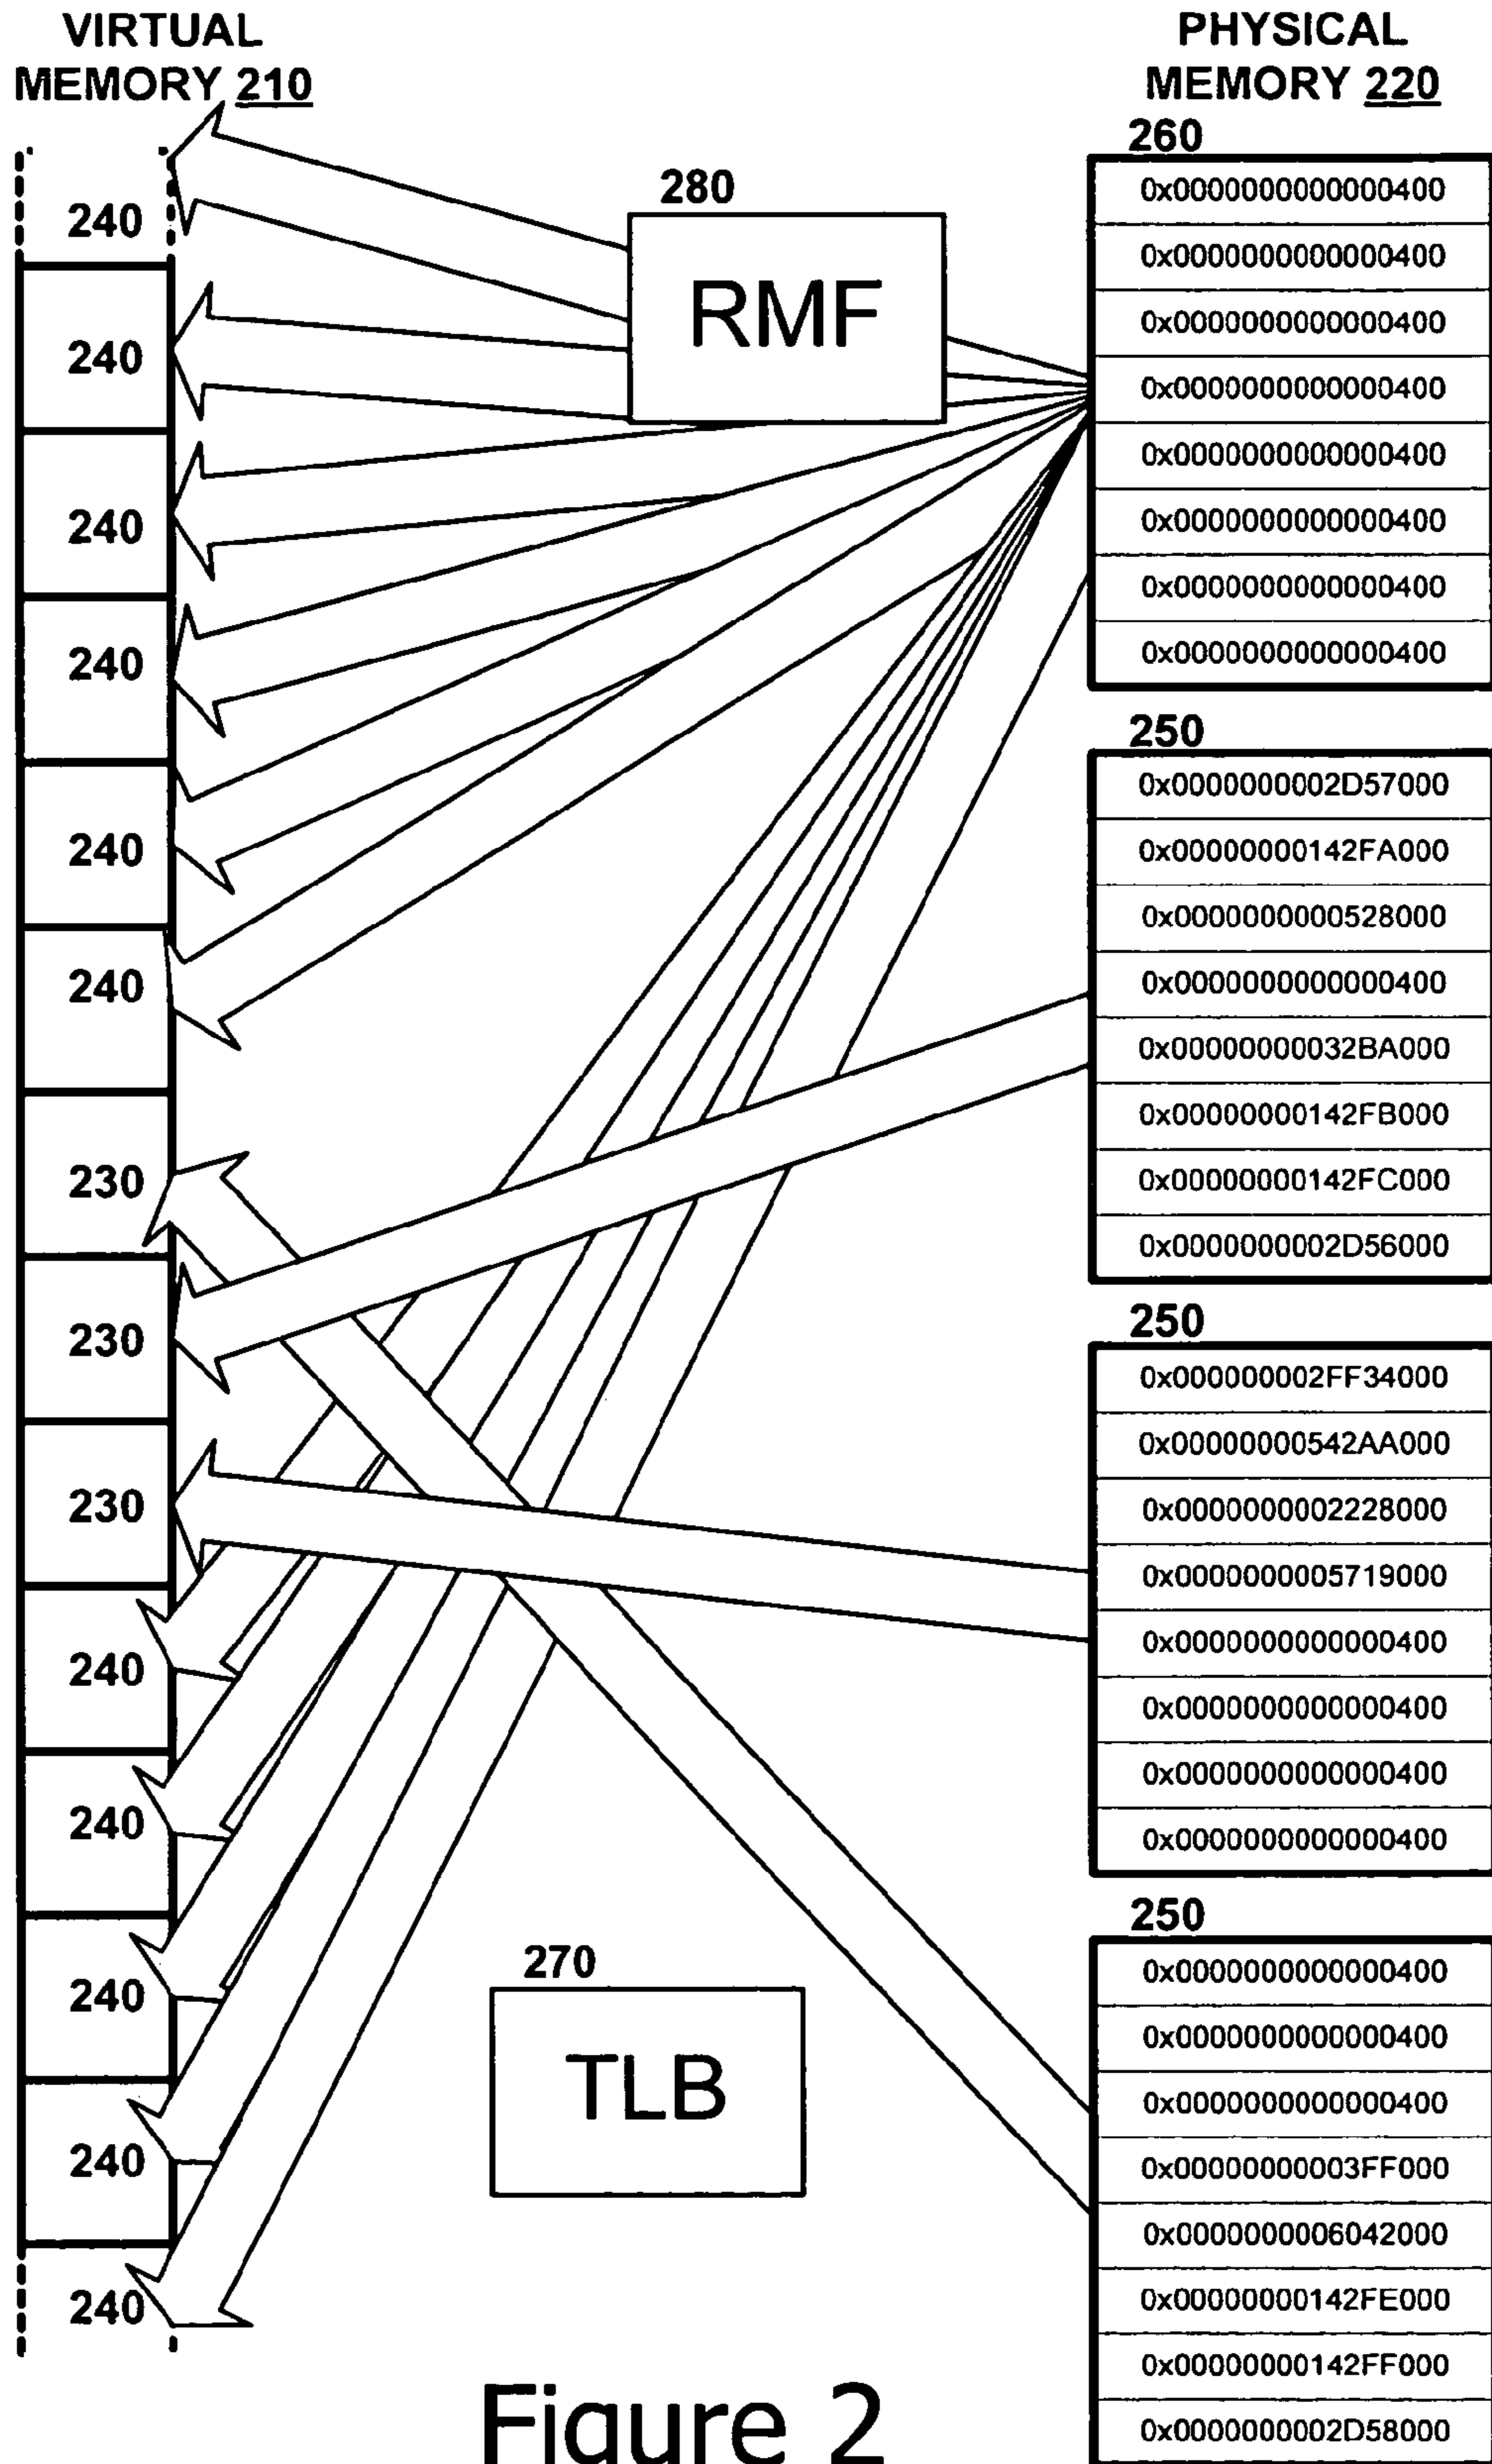 VIRTUAL
MEMORY 210
PHYSICAL
MEMORY 220
240
240
240
240
240
240
230
230
230
240
240
240
240
240
280
RMF
270
TLB
260
0x0000000000000400
0x0000000000000400
0x0000000000000400
0x0000000000000400
0x0000000000000400
0x0000000000000400
0x0000000000000400
0x0000000000000400
250
0x0000000002D57000
0x00000000142FA000
0x0000000000528000
0x0000000000000400
0x00000000032BA000
0x00000000142FB000
0x00000000142FC000
0x0000000002D56000
250
0x000000002FF34000
0x00000000542AA000
0x0000000002228000
0x0000000005719000
0x0000000000000400
0x0000000000000400
0x0000000000000400
0x0000000000000400
250
0x0000000000000400
0x0000000000000400
0x0000000000000400
0x00000000003FF000
0x0000000006042000
0x00000000142FE000
0x00000000142FF000
0x0000000002D58000
Figure 2